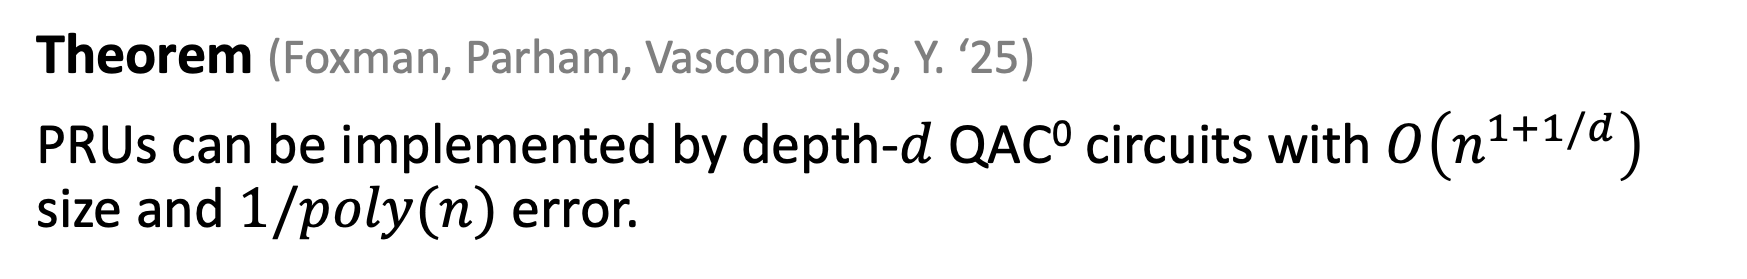 Theorem (Foxman, Parham, Vasconcelos, Y. ‘25)
PRUs can be implemented by depth-𝑑 QAC⁰ circuits with 𝑂(𝑛^{1+1/𝑑})
size and 1/𝑝𝑜𝑙𝑦(𝑛) error.